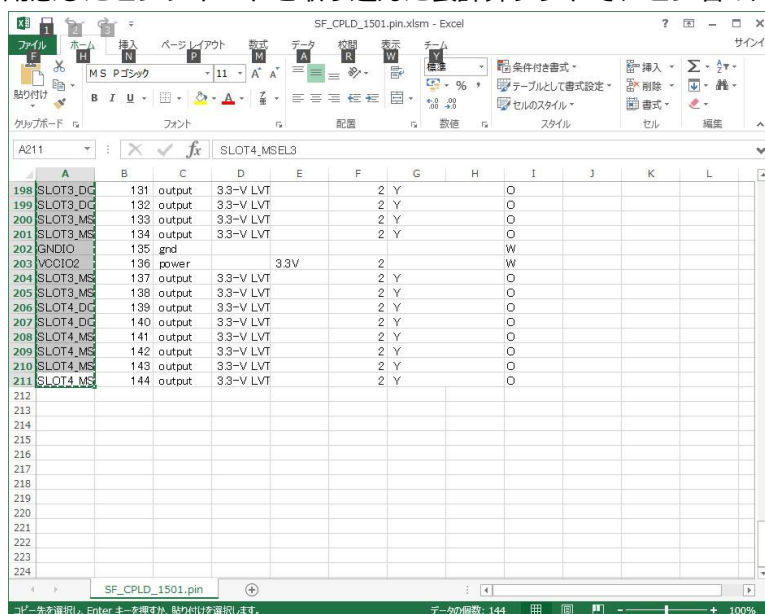 SF_CPLD_1501.pin.xlsm - Excel
ファイル ホーム 挿入 ページ レイアウト 数式 データ 校閲 表示 チーム サインイ
F H N P M A R W Y
貼り付け
MS Pゴシック 11
標準
条件付き書式
テーブルとして書式設定
セルのスタイル
挿入
削除
書式
クリップボード フォント 配置 数値 スタイル セル 編集
A211 fx SLOT4_MSEL3
A B C D E F G H I J K L
198 SLOT3_DC 131 output 3.3-V LVT 2 Y O
199 SLOT3_DC 132 output 3.3-V LVT 2 Y O
200 SLOT3_MS 133 output 3.3-V LVT 2 Y O
201 SLOT3_MS 134 output 3.3-V LVT 2 Y O
202 GNDIO 135 gnd W
203 VCCIO2 136 power 3.3V 2 W
204 SLOT3_MS 137 output 3.3-V LVT 2 Y O
205 SLOT3_MS 138 output 3.3-V LVT 2 Y O
206 SLOT4_DC 139 output 3.3-V LVT 2 Y O
207 SLOT4_DC 140 output 3.3-V LVT 2 Y O
208 SLOT4_MS 141 output 3.3-V LVT 2 Y O
209 SLOT4_MS 142 output 3.3-V LVT 2 Y O
210 SLOT4_MS 143 output 3.3-V LVT 2 Y O
211 SLOT4_MS 144 output 3.3-V LVT 2 Y O
212
213
214
215
216
217
218
219
220
221
222
223
224
SF_CPLD_1501.pin
コピー先を選択し、Enter キーを押すか、貼り付けを選択します。 データの個数: 144 100%